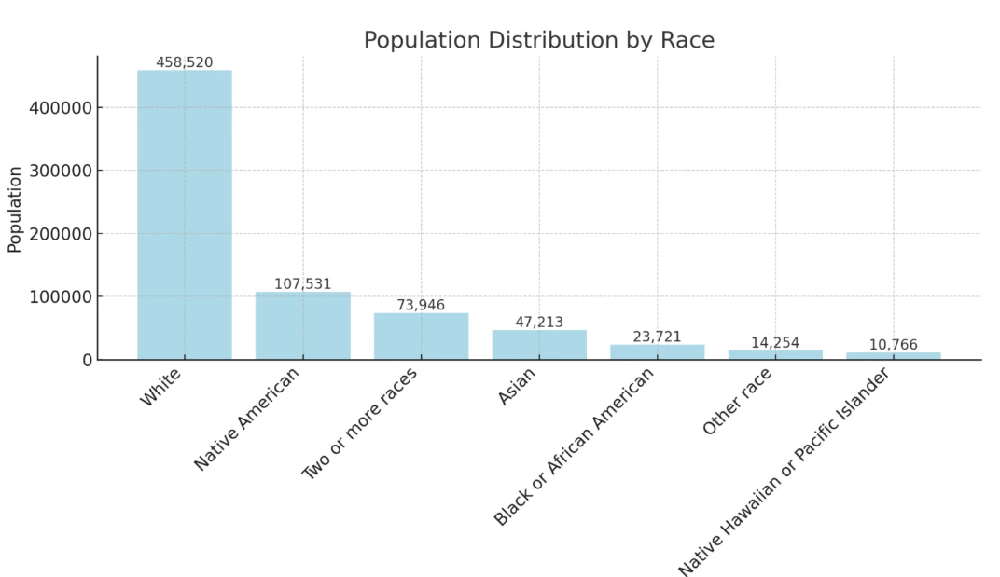 Population Distribution by Race
458,520
107,531
73,946
47,213
23,721
14,254
10,766
Population
400000
300000
200000
100000
0
White
Native American
Two or more races
Asian
Black or African American
Other race
Native Hawaiian or Pacific Islander